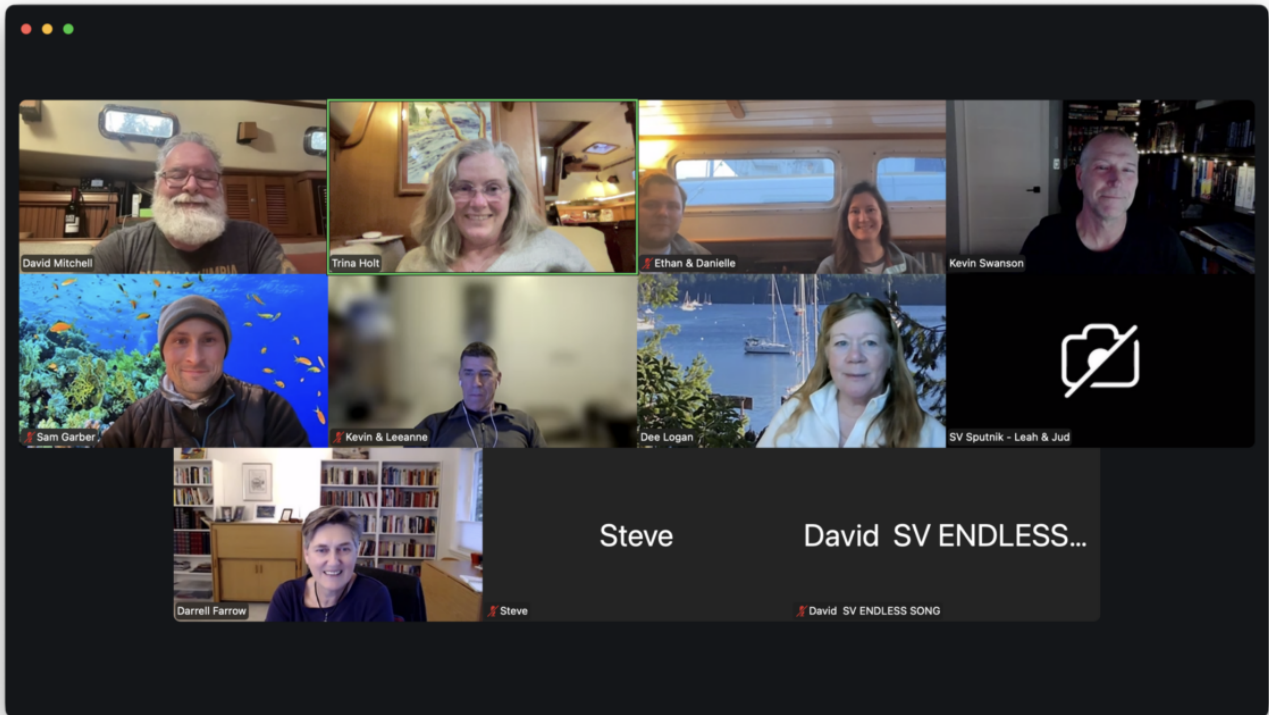 David Mitchell
Trina Holt
Ethan & Danielle
Kevin Swanson
Sam Garber
Kevin & Leeanne
Dee Logan
SV Sputnik - Leah & Jud
Darrell Farrow
Steve
Steve
David SV ENDLESS...
David SV ENDLESS SONG